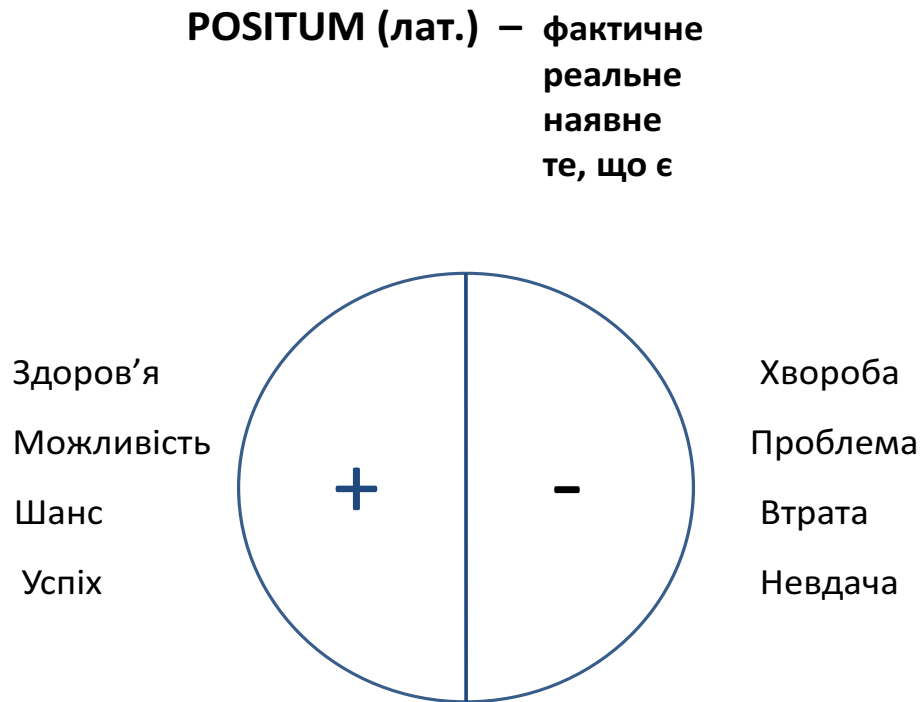 POSITUM (лат.) – фактичне
реальне
наявне
те, що є
Здоров’я
Можливість
Шанс
Успіх
+
-
Хвороба
Проблема
Втрата
Невдача